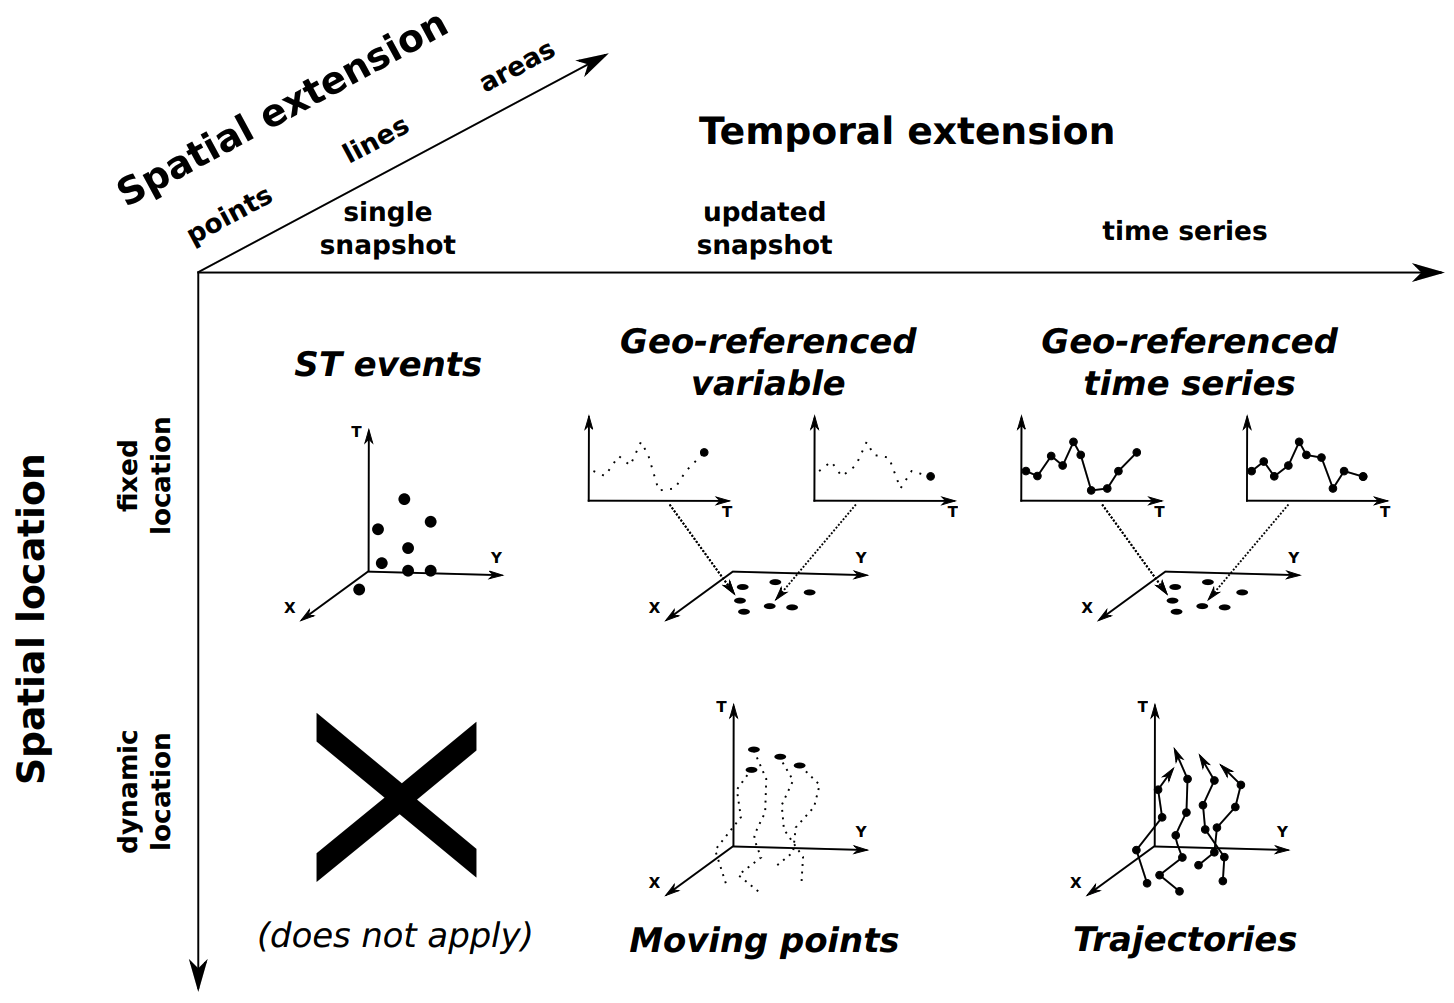 Spatial extension
points
lines
areas
Temporal extension
single
snapshot
updated
snapshot
time series
Spatial location
fixed
location
ST events
T
Y
X
Geo-referenced
variable
T
T
Y
X
Geo-referenced
time series
T
T
Y
X
dynamic
location
(does not apply)
T
Y
X
Moving points
T
Y
X
Trajectories